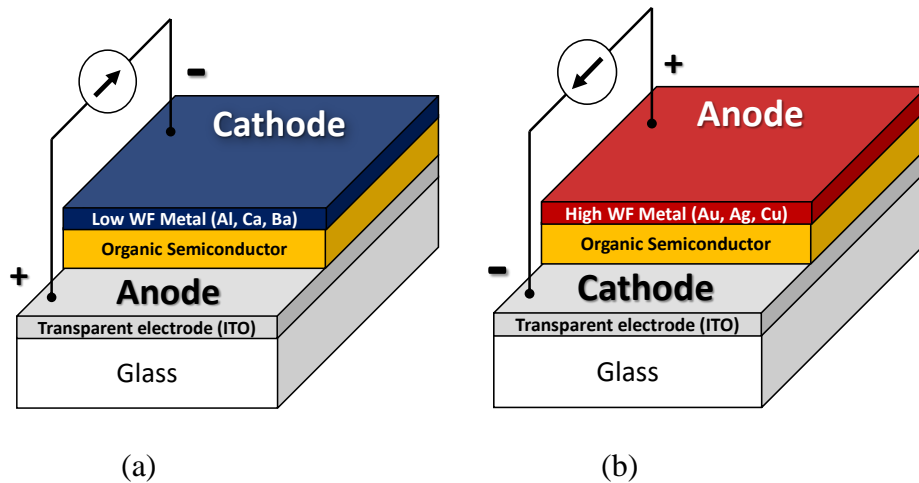 -
Cathode
Low WF Metal (Al, Ca, Ba)
Organic Semiconductor
+
Anode
Transparent electrode (ITO)
Glass
(a)
+
Anode
High WF Metal (Au, Ag, Cu)
Organic Semiconductor
-
Cathode
Transparent electrode (ITO)
Glass
(b)